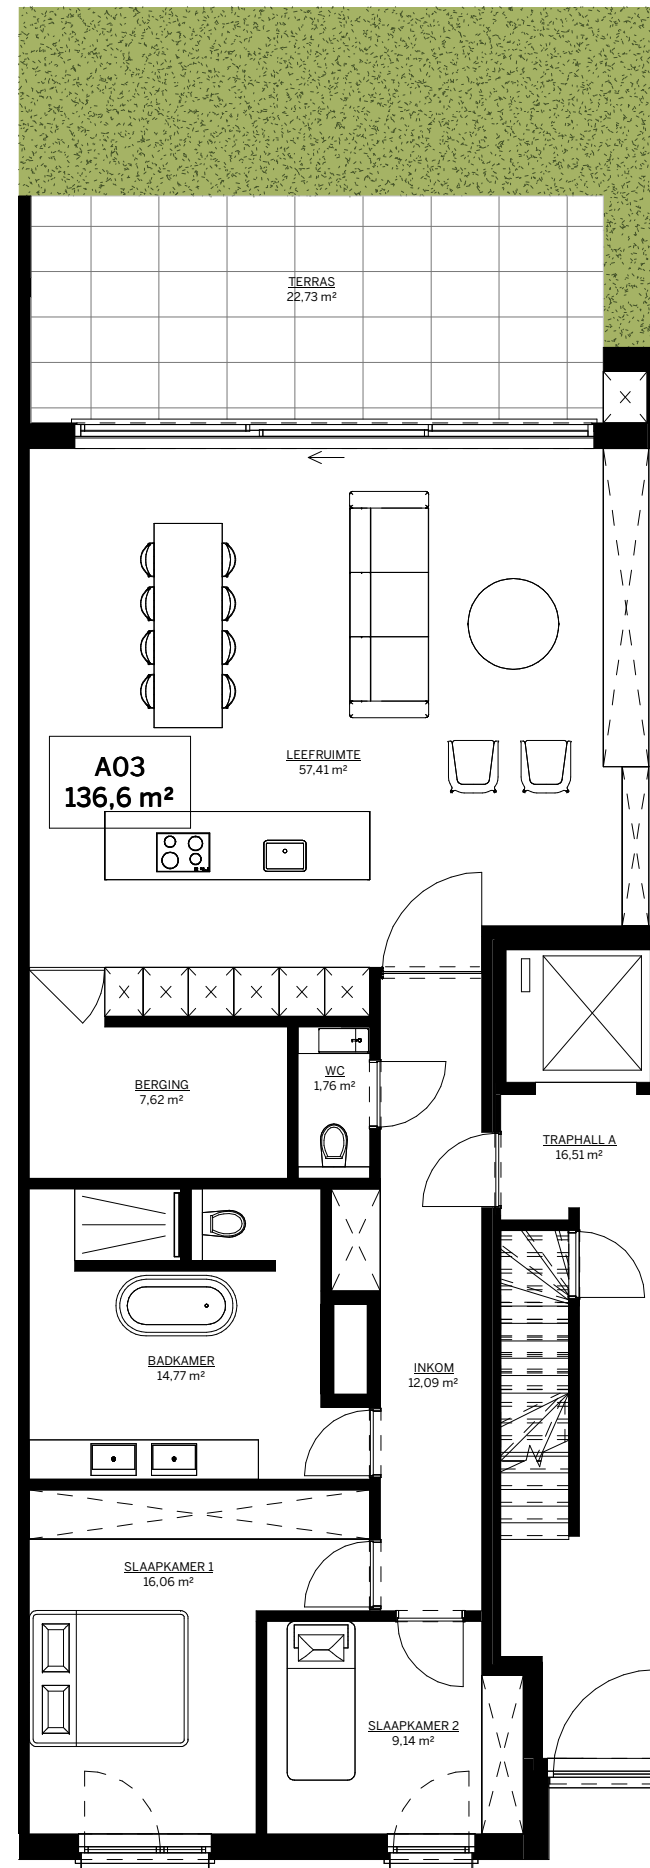 TERRAS
22,73 m²
LEEFRUIMTE
57,41 m²
A03
136,6 m²
BERGING
7,62 m²
WC
1,76 m²
TRAPHALL A
16,51 m²
BADKAMER
14,77 m²
INKOM
12,09 m²
SLAAPKAMER 1
16,06 m²
SLAAPKAMER 2
9,14 m²